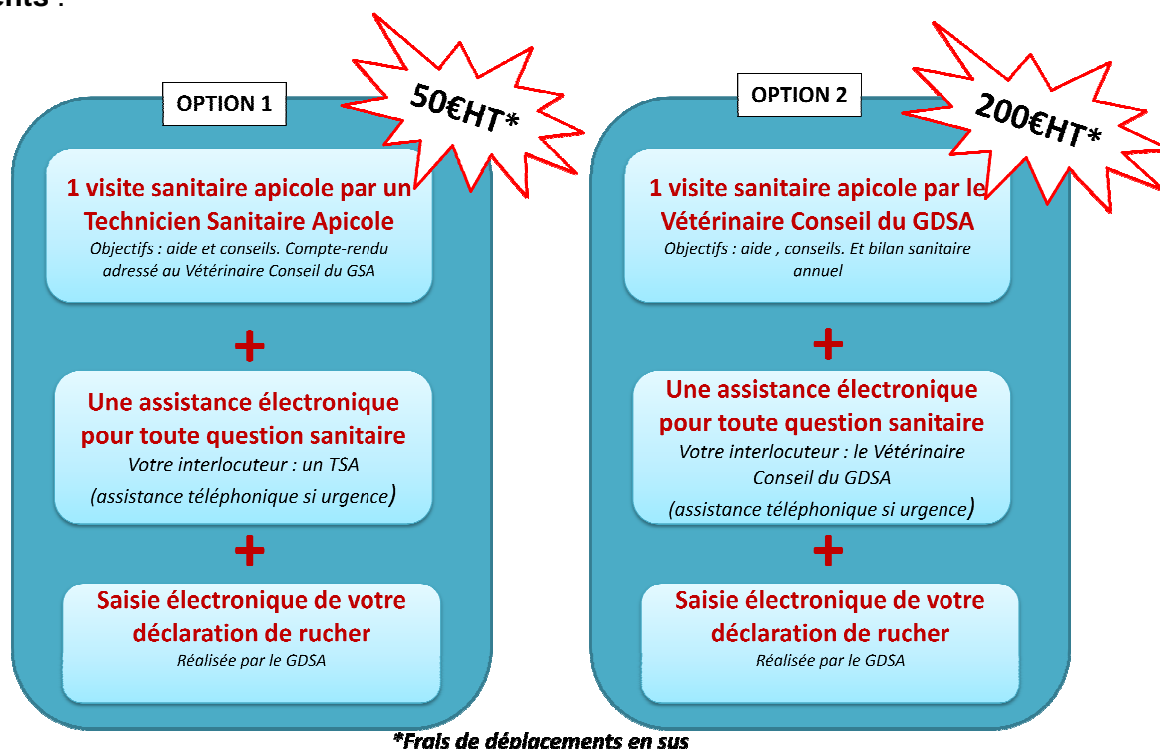 ents :
OPTION 1
50€HT*
1 visite sanitaire apicole par un
Technicien Sanitaire Apicole
Objectifs : aide et conseils. Compte-rendu
adressé au Vétérinaire Conseil du GSA
+
Une assistance électronique
pour toute question sanitaire
Votre interlocuteur : un TSA
(assistance téléphonique si urgence)
+
Saisie électronique de votre
déclaration de rucher
Réalisée par le GDSA
OPTION 2
200€HT*
1 visite sanitaire apicole par le
Vétérinaire Conseil du GDSA
Objectifs : aide , conseils. Et bilan sanitaire
annuel
+
Une assistance électronique
pour toute question sanitaire
Votre interlocuteur : le Vétérinaire
Conseil du GDSA
(assistance téléphonique si urgence)
+
Saisie électronique de votre
déclaration de rucher
Réalisée par le GDSA
*Frais de déplacements en sus